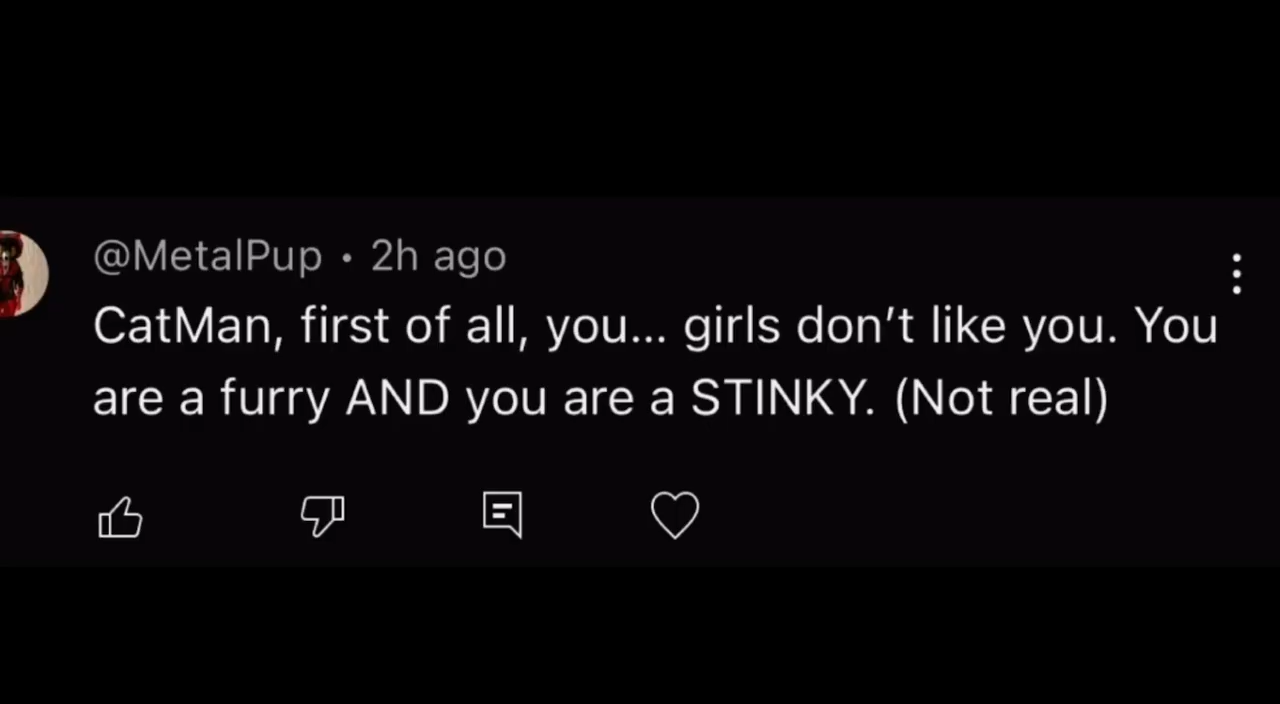 @MetalPup • 2h ago
CatMan, first of all, you... girls don't like you. You
are a furry AND you are a STINKY. (Not real)